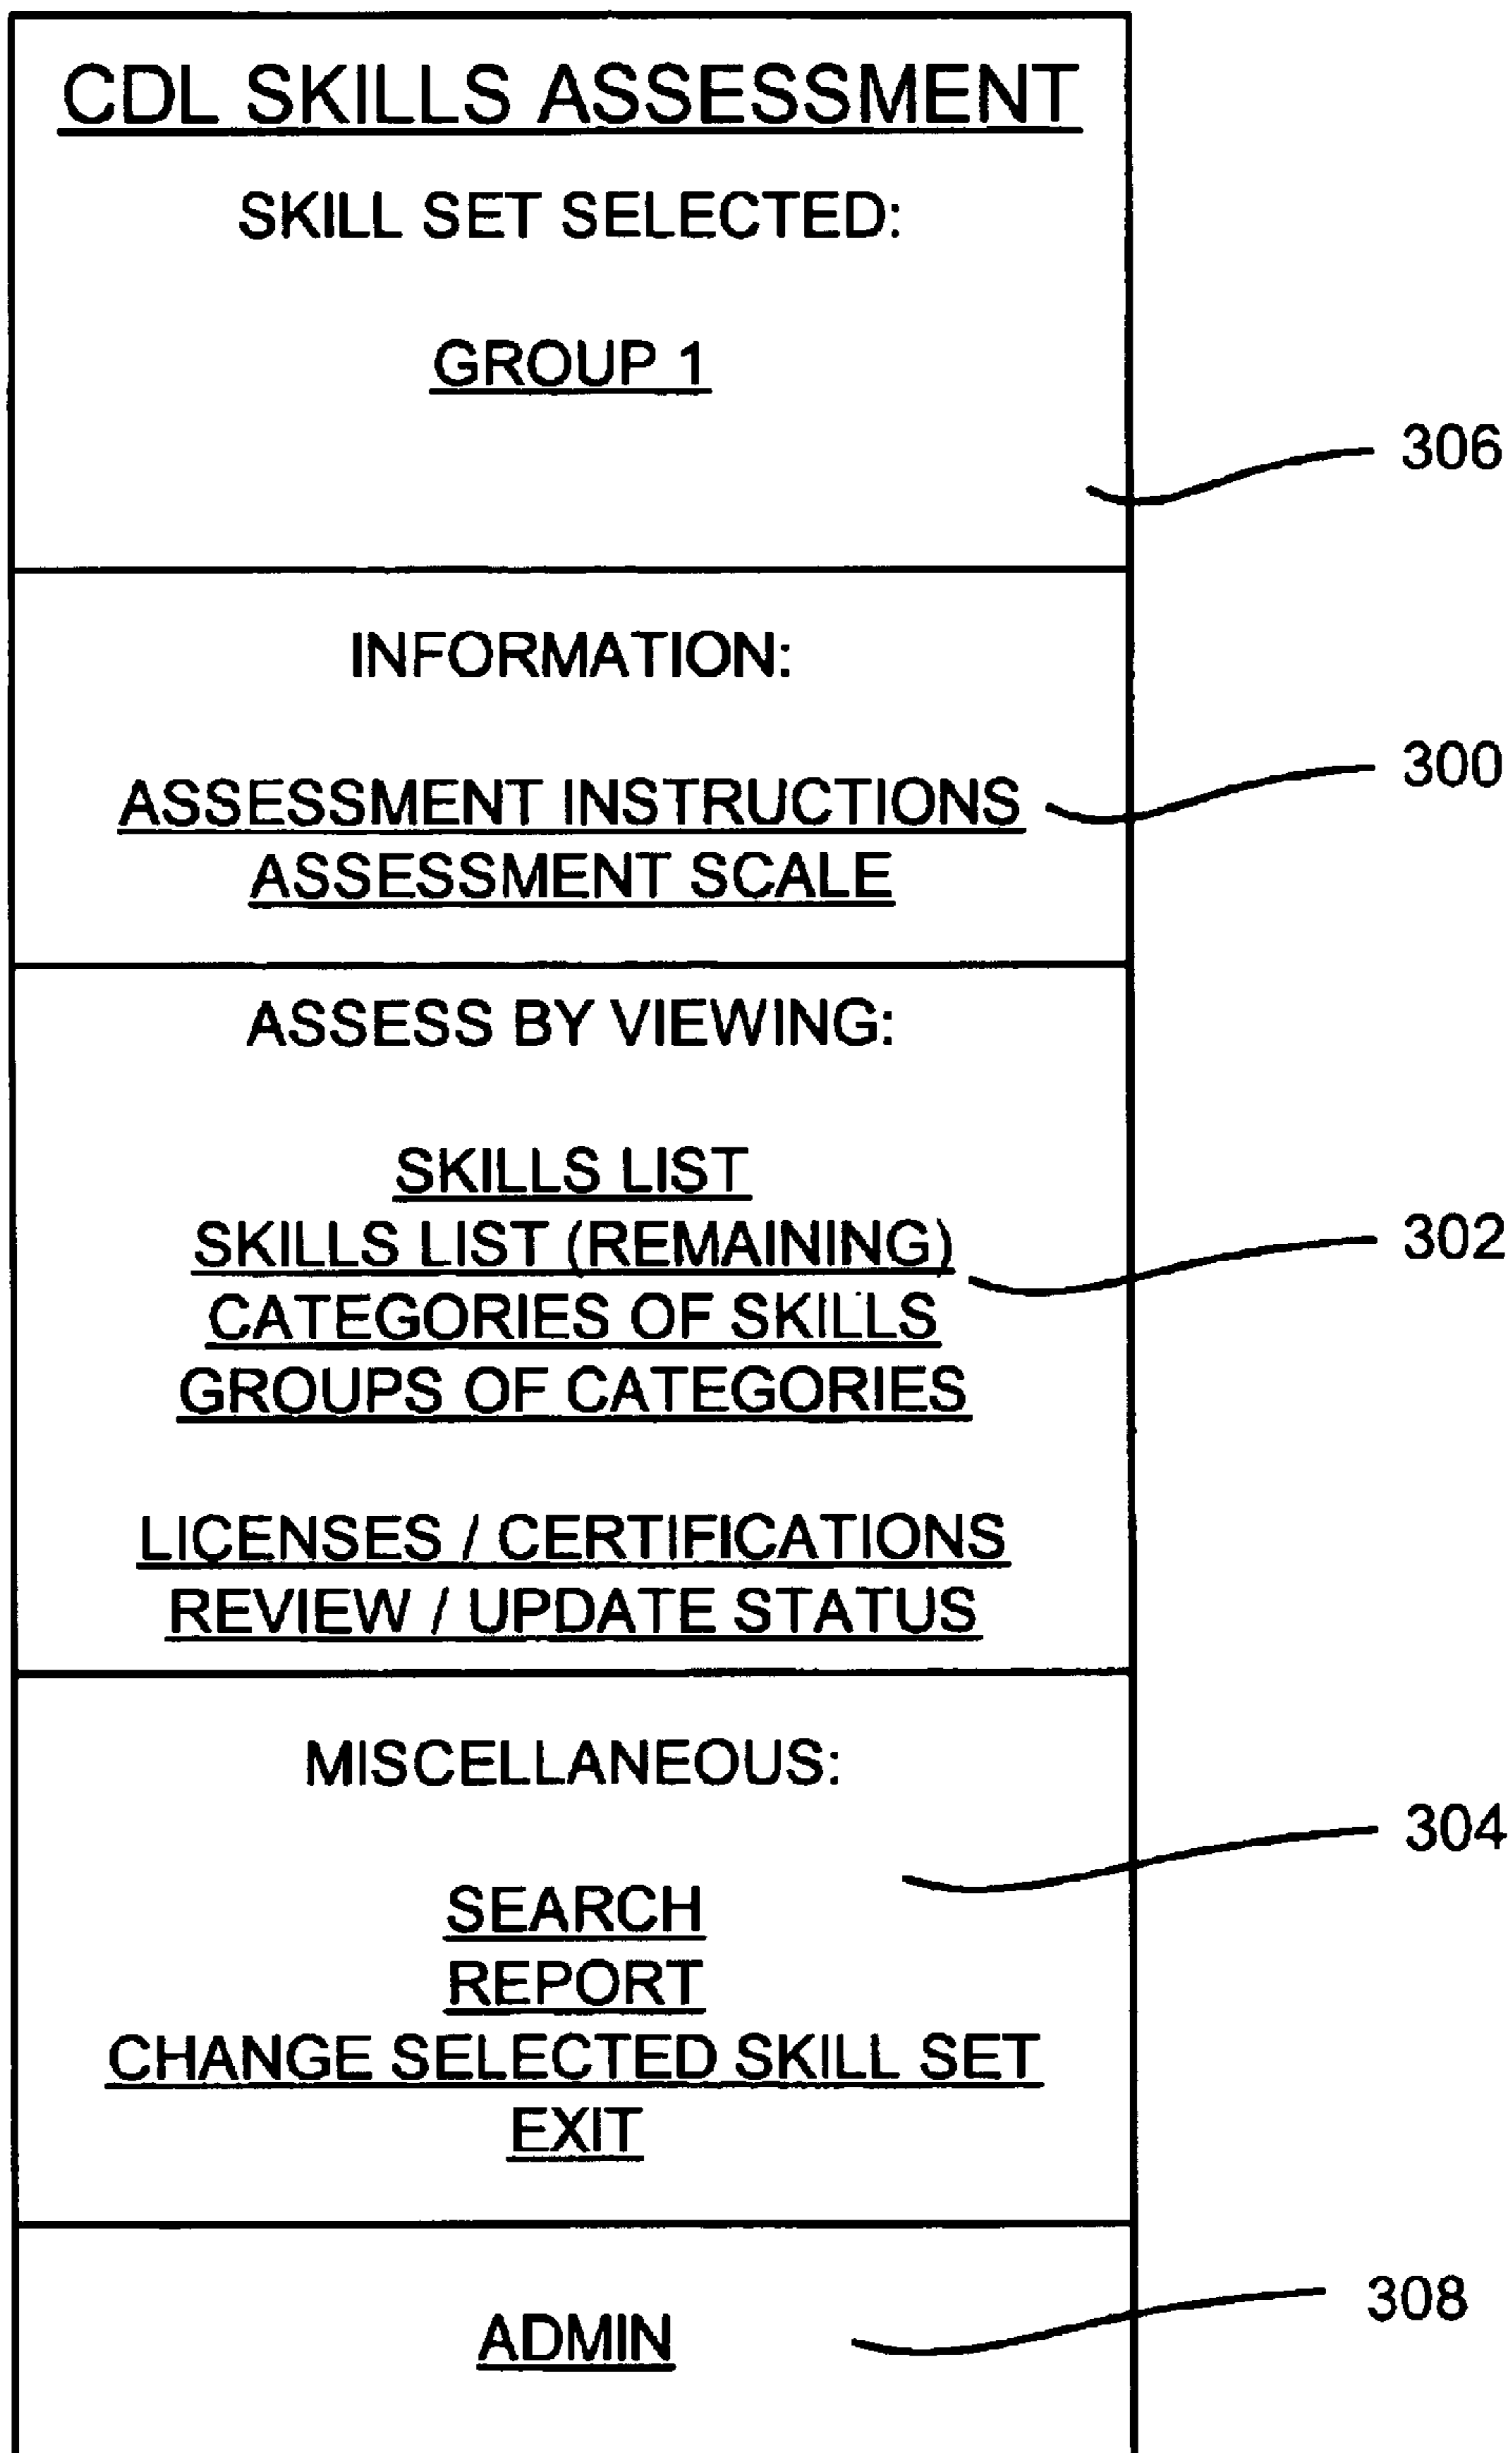 CDL SKILLS ASSESSMENT
SKILL SET SELECTED:
GROUP 1
306
INFORMATION:
300
ASSESSMENT INSTRUCTIONS
ASSESSMENT SCALE
ASSESS BY VIEWING:
SKILLS LIST
SKILLS LIST (REMAINING)
302
CATEGORIES OF SKILLS
GROUPS OF CATEGORIES
LICENSES / CERTIFICATIONS
REVIEW / UPDATE STATUS
MISCELLANEOUS:
304
SEARCH
REPORT
CHANGE SELECTED SKILL SET
EXIT
308
ADMIN